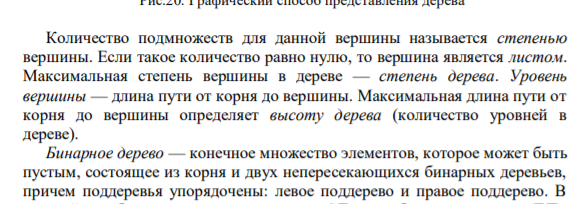 Рис.20. Графический способ представления дерева
Количество подмножеств для данной вершины называется степенью
вершины. Если такое количество равно нулю, то вершина является листом.
Максимальная степень вершины в дереве — степень дерева. Уровень
вершины — длина пути от корня до вершины. Максимальная длина пути от
корня до вершины определяет высоту дерева (количество уровней в
дереве).
Бинарное дерево — конечное множество элементов, которое может быть
пустым, состоящее из корня и двух непересекающихся бинарных деревьев,
причем поддеревья упорядочены: левое поддерево и правое поддерево. В